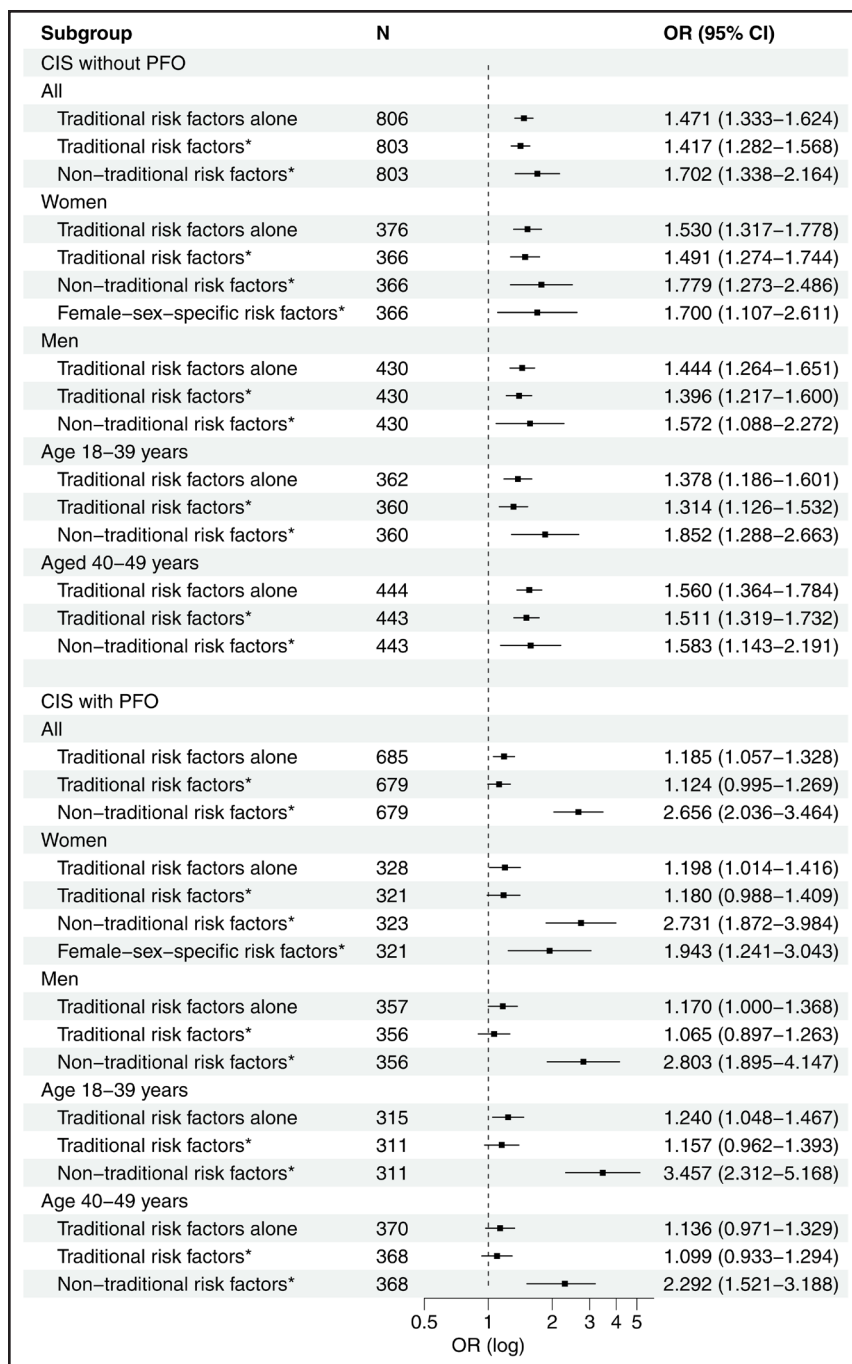 Subgroup N OR (95% CI)
CIS without PFO
All
Traditional risk factors alone 806 1.471 (1.333−1.624)
Traditional risk factors* 803 1.417 (1.282−1.568)
Non−traditional risk factors* 803 1.702 (1.338−2.164)
Women
Traditional risk factors alone 376 1.530 (1.317−1.778)
Traditional risk factors* 366 1.491 (1.274−1.744)
Non−traditional risk factors* 366 1.779 (1.273−2.486)
Female−sex−specific risk factors* 366 1.700 (1.107−2.611)
Men
Traditional risk factors alone 430 1.444 (1.264−1.651)
Traditional risk factors* 430 1.396 (1.217−1.600)
Non−traditional risk factors* 430 1.572 (1.088−2.272)
Age 18−39 years
Traditional risk factors alone 362 1.378 (1.186−1.601)
Traditional risk factors* 360 1.314 (1.126−1.532)
Non−traditional risk factors* 360 1.852 (1.288−2.663)
Aged 40−49 years
Traditional risk factors alone 444 1.560 (1.364−1.784)
Traditional risk factors* 443 1.511 (1.319−1.732)
Non−traditional risk factors* 443 1.583 (1.143−2.191)
CIS with PFO
All
Traditional risk factors alone 685 1.185 (1.057−1.328)
Traditional risk factors* 679 1.124 (0.995−1.269)
Non−traditional risk factors* 679 2.656 (2.036−3.464)
Women
Traditional risk factors alone 328 1.198 (1.014−1.416)
Traditional risk factors* 321 1.180 (0.988−1.409)
Non−traditional risk factors* 323 2.731 (1.872−3.984)
Female−sex−specific risk factors* 321 1.943 (1.241−3.043)
Men
Traditional risk factors alone 357 1.170 (1.000−1.368)
Traditional risk factors* 356 1.065 (0.897−1.263)
Non−traditional risk factors* 356 2.803 (1.895−4.147)
Age 18−39 years
Traditional risk factors alone 315 1.240 (1.048−1.467)
Traditional risk factors* 311 1.157 (0.962−1.393)
Non−traditional risk factors* 311 3.457 (2.312−5.168)
Age 40−49 years
Traditional risk factors alone 370 1.136 (0.971−1.329)
Traditional risk factors* 368 1.099 (0.933−1.294)
Non−traditional risk factors* 368 2.292 (1.521−3.188)
0.5 1 2 3 4 5
OR (log)